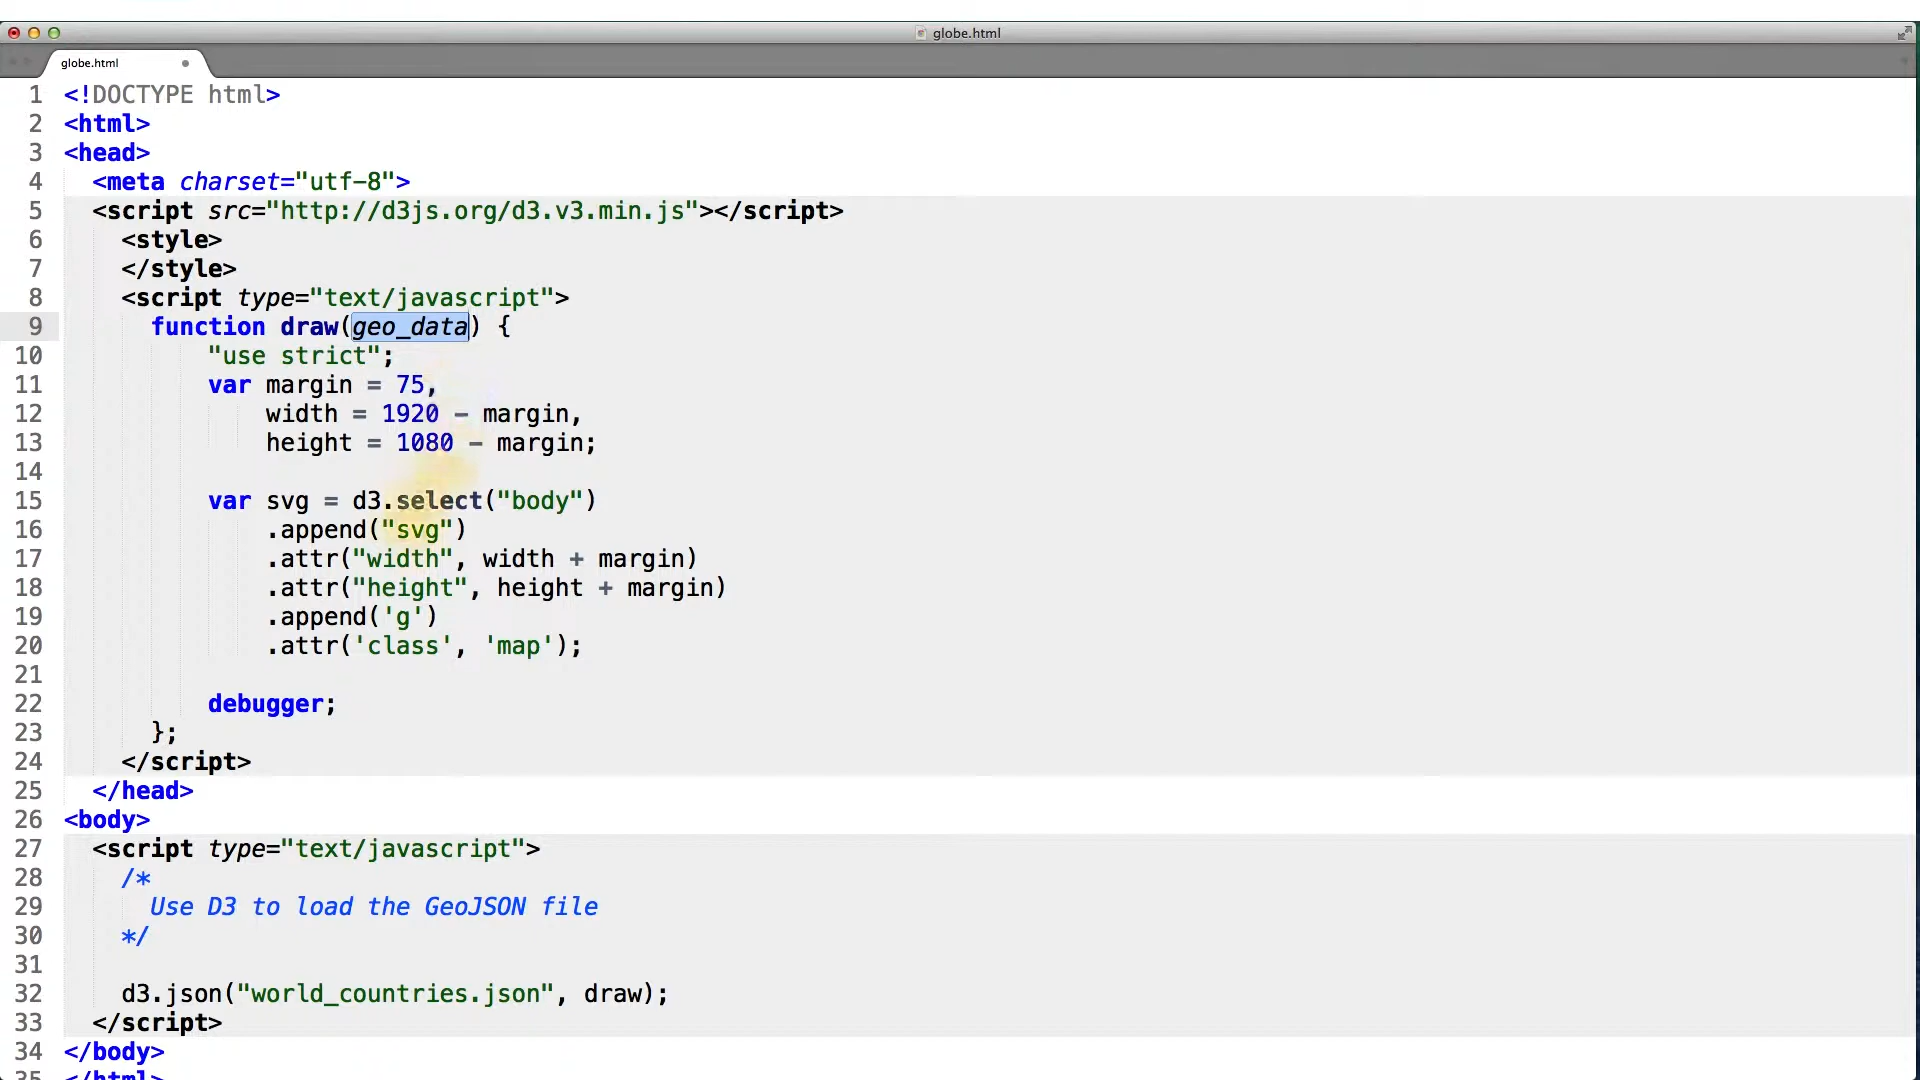 globe.html
globe.html
1 <!DOCTYPE html>
2 <html>
3 <head>
4   <meta charset="utf-8">
5   <script src="http://d3js.org/d3.v3.min.js"></script>
6     <style>
7     </style>
8     <script type="text/javascript">
9       function draw(geo_data) {
10           "use strict";
11           var margin = 75,
12               width = 1920 - margin,
13               height = 1080 - margin;
14
15           var svg = d3.select("body")
16               .append("svg")
17               .attr("width", width + margin)
18               .attr("height", height + margin)
19               .append('g')
20               .attr('class', 'map');
21
22           debugger;
23       };
24     </script>
25   </head>
26 <body>
27   <script type="text/javascript">
28     /*
29       Use D3 to load the GeoJSON file
30     */
31
32     d3.json("world_countries.json", draw);
33   </script>
34 </body>
35 </html>